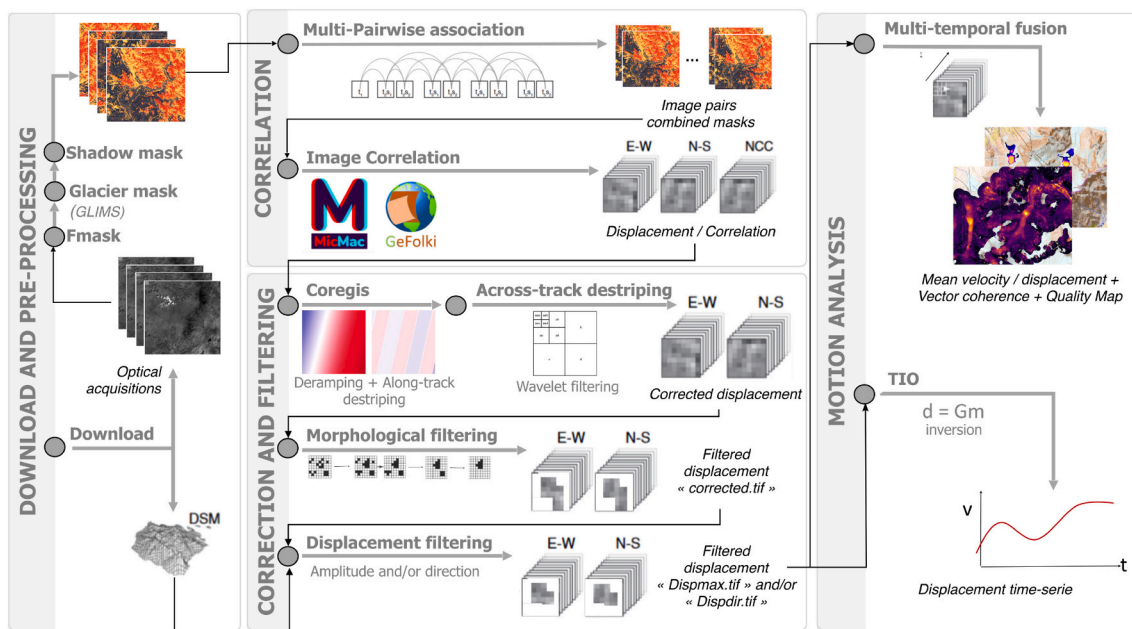 DOWNLOAD AND PRE-PROCESSING
Shadow mask
Glacier mask
(GLIMS)
Fmask
Optical
acquisitions
Download
DSM
CORRELATION
Multi-Pairwise association
Image pairs
combined masks
Image Correlation
MicMac
GeFolki
E-W
N-S
NCC
Displacement / Correlation
CORRECTION AND FILTERING
Coregis
Deramping + Along-track
destriping
Across-track destriping
Wavelet filtering
E-W
N-S
Corrected displacement
Morphological filtering
E-W
N-S
Filtered
displacement
« corrected.tif »
Displacement filtering
Amplitude and/or direction
E-W
N-S
Filtered
displacement
« Dispmax.tif » and/or
« Dispdir.tif »
MOTION ANALYSIS
Multi-temporal fusion
Mean velocity / displacement +
Vector coherence + Quality Map
TIO
d = Gm
inversion
V
t
Displacement time-serie